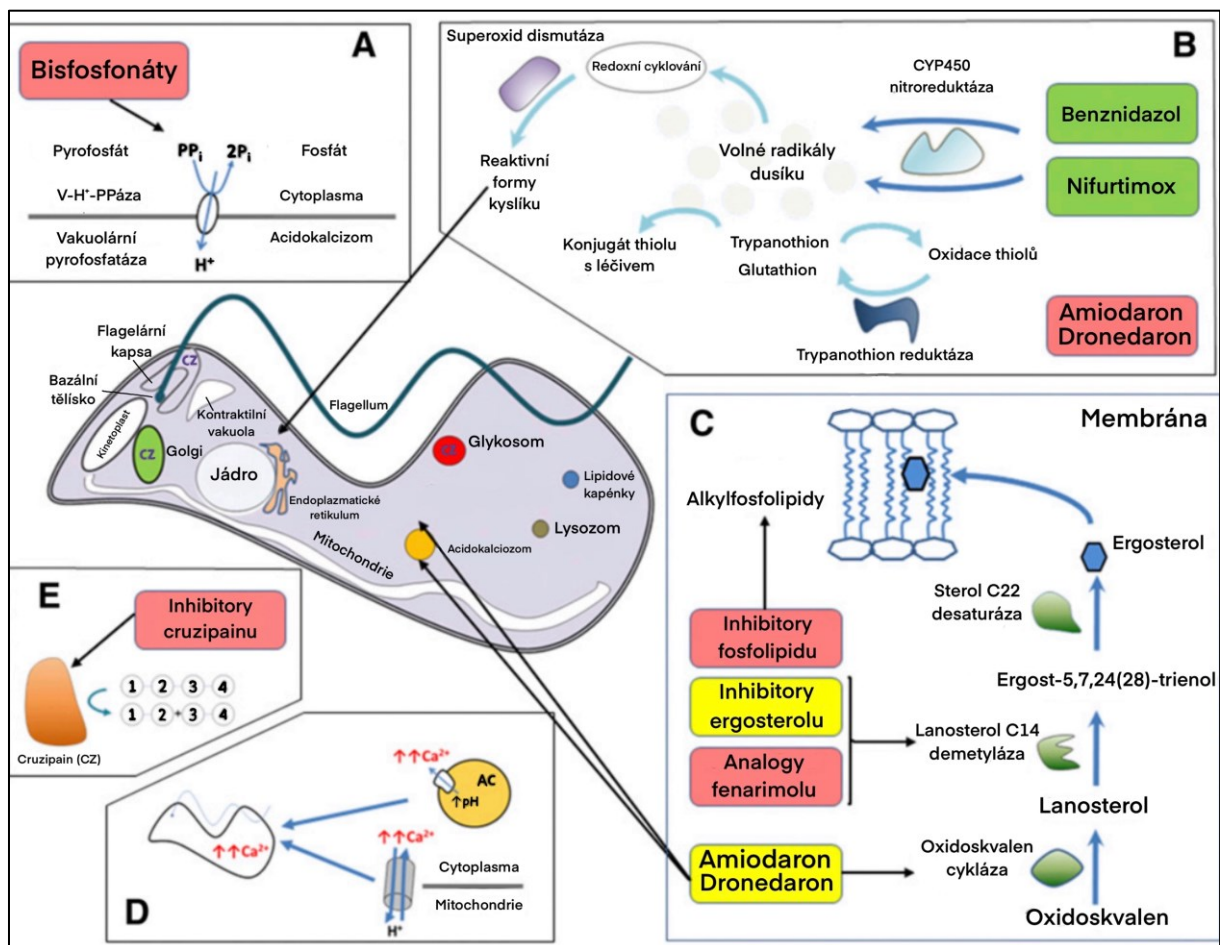 A
Bisfosfonáty
Pyrofosfát
PPi
2Pi
Fosfát
V-H⁺-PPáza
Cytoplasma
Vakuolární
pyrofosfatáza
H⁺
Acidokalcizom
B
Superoxid dismutáza
Redoxní cyklování
CYP450
nitroreduktáza
Benznidazol
Nifurtimox
Volné radikály
dusíku
Reaktivní
formy
kyslíku
Konjugát thiolu
s léčivem
Trypanothion
Glutathion
Oxidace thiolů
Trypanothion reduktáza
Amiodaron
Dronedaron
Flagelární
kapsa
CZ
Bazální
tělísko
Kinetoplast
CZ
Golgi
Kontraktilní
vakuola
Jádro
Endoplazmatické
retikulum
Mitochondrie
Flagellum
CZ
Glykosom
Lipidové
kapénky
Lysozom
Acidokalciozom
C
Membrána
Alkylfosfolipidy
Ergosterol
Sterol C22
desaturáza
Inhibitory
fosfolipidu
Ergost-5,7,24(28)-trienol
Inhibitory
ergosterolu
Lanosterol C14
demetyláza
Analogy
fenarimolu
Lanosterol
Amiodaron
Dronedaron
Oxidoskvalen
cykláza
Oxidoskvalen
E
Inhibitory
cruzipainu
1 2 3 4
1 2 + 3 4
Cruzipain (CZ)
D
↑↑Ca²⁺
AC
↑pH
↑↑Ca²⁺
↑↑Ca²⁺
Cytoplasma
Mitochondrie
H⁺